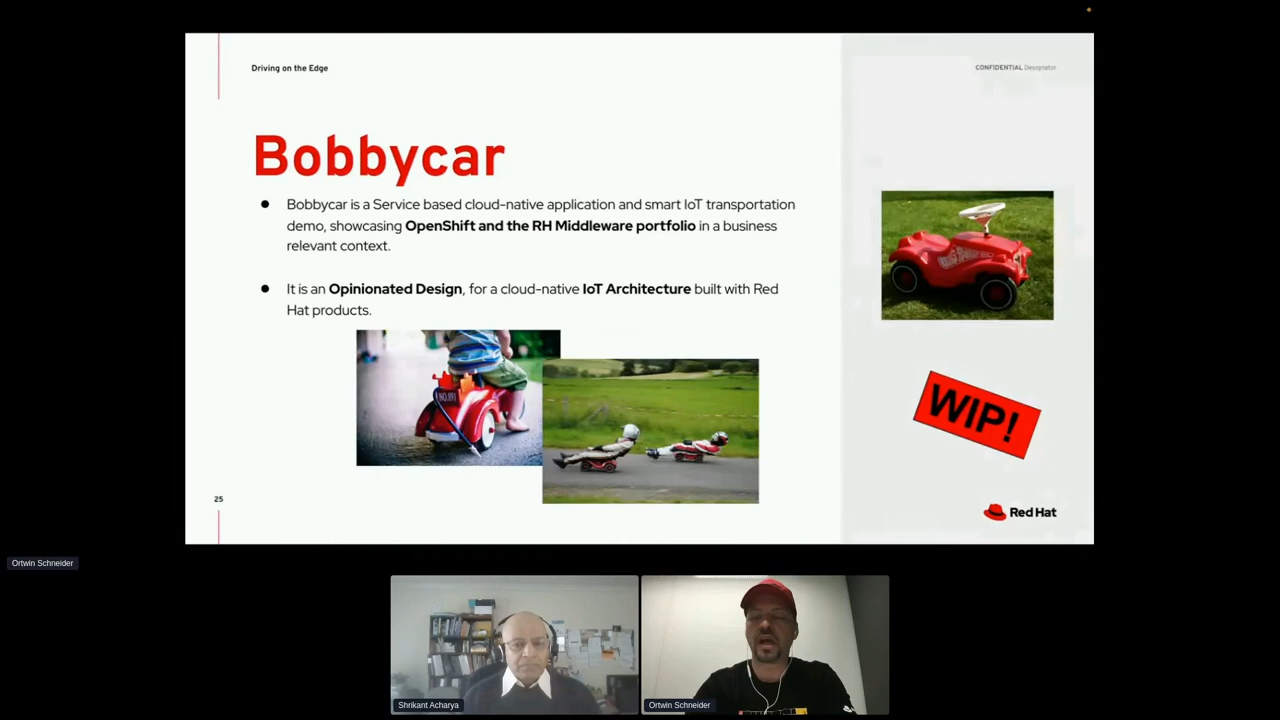 Driving on the Edge
CONFIDENTIAL Designator
Bobbycar
● Bobbycar is a Service based cloud-native application and smart IoT transportation
demo, showcasing OpenShift and the RH Middleware portfolio in a business
relevant context.
● It is an Opinionated Design, for a cloud-native IoT Architecture built with Red
Hat products.
NO.891
WIP!
25
Red Hat
Ortwin Schneider
Shrikant Acharya
Ortwin Schneider